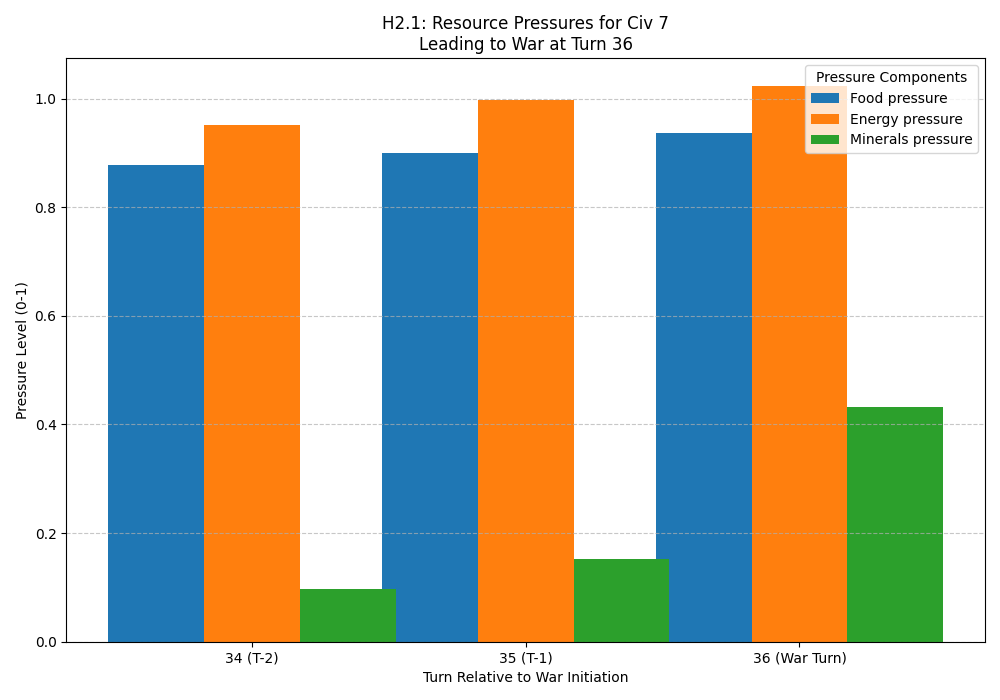 H2.1: Resource Pressures for Civ 7
Leading to War at Turn 36
Pressure Components
Food pressure
Energy pressure
Minerals pressure
Pressure Level (0-1)
1.0
0.8
0.6
0.4
0.2
0.0
34 (T-2)
35 (T-1)
36 (War Turn)
Turn Relative to War Initiation